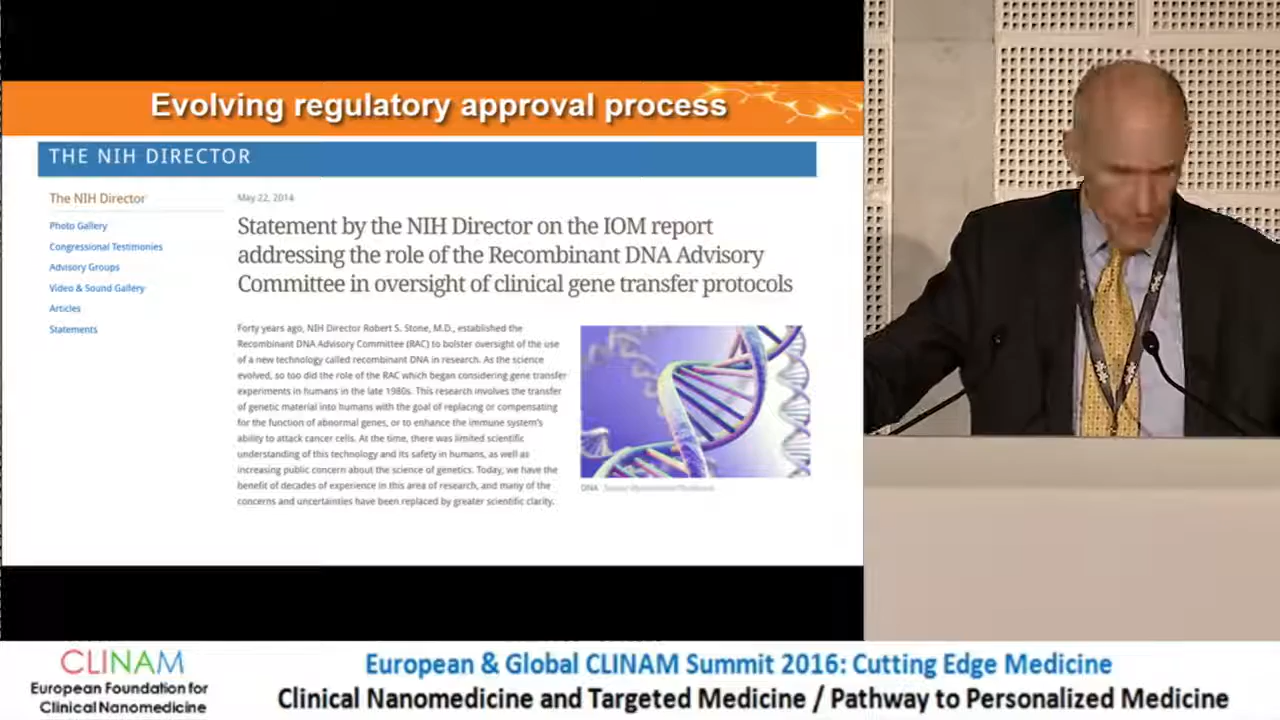 Evolving regulatory approval process
THE NIH DIRECTOR
The NIH Director
Photo Gallery
Congressional Testimonies
Advisory Groups
Video & Sound Gallery
Articles
Statements
May 22, 2014
Statement by the NIH Director on the IOM report
addressing the role of the Recombinant DNA Advisory
Committee in oversight of clinical gene transfer protocols
Forty years ago, NIH Director Robert S. Stone, M.D., established the
Recombinant DNA Advisory Committee (RAC) to bolster oversight of the use
of a new technology called recombinant DNA in research. As the science
evolved, so too did the role of the RAC which began considering gene transfer
experiments in humans in the late 1980s. This research involves the transfer
of genetic material into humans with the goal of replacing or compensating
for the function of abnormal genes, or to enhance the immune system's
ability to attack cancer cells. At the time, there was limited scientific
understanding of this technology and its safety in humans, as well as
increasing public concern about the science of genetics. Today, we have the
benefit of decades of experience in this area of research, and many of the
concerns and uncertainties have been replaced by greater scientific clarity.
DNA
CLINAM
European Foundation for
Clinical Nanomedicine
European & Global CLINAM Summit 2016: Cutting Edge Medicine
Clinical Nanomedicine and Targeted Medicine / Pathway to Personalized Medicine